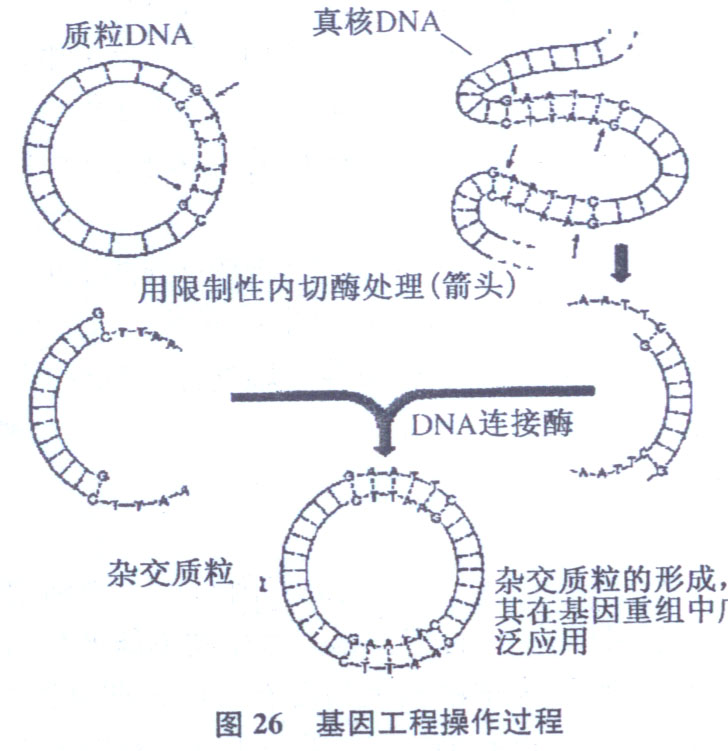 质粒DNA
真核DNA
G A A T T C
C T T A A G
G A A T T C
C T T A A G
用限制性内切酶处理(箭头)
G
C T T A A
A A T T C
G
DNA连接酶
G
C T T A A
A A T T C
G
G A A T T C
C T T A A G
杂交质粒
杂交质粒的形成,
其在基因重组中广
泛应用
图 26 基因工程操作过程